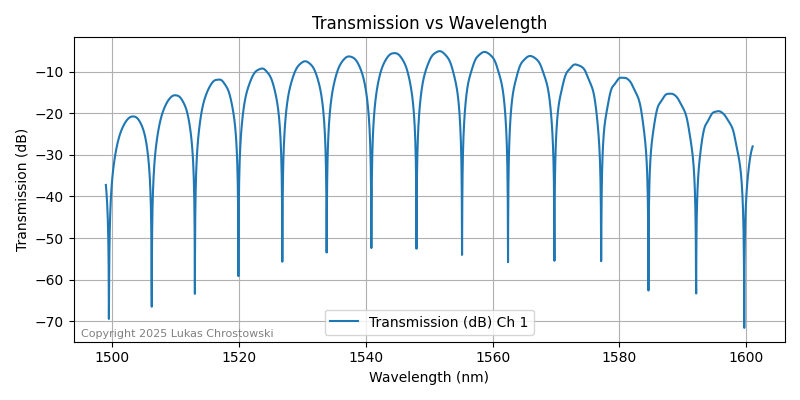 Transmission vs Wavelength
Transmission (dB)
−10
−20
−30
−40
−50
−60
−70
Transmission (dB) Ch 1
Copyright 2025 Lukas Chrostowski
1500 1520 1540 1560 1580 1600
Wavelength (nm)